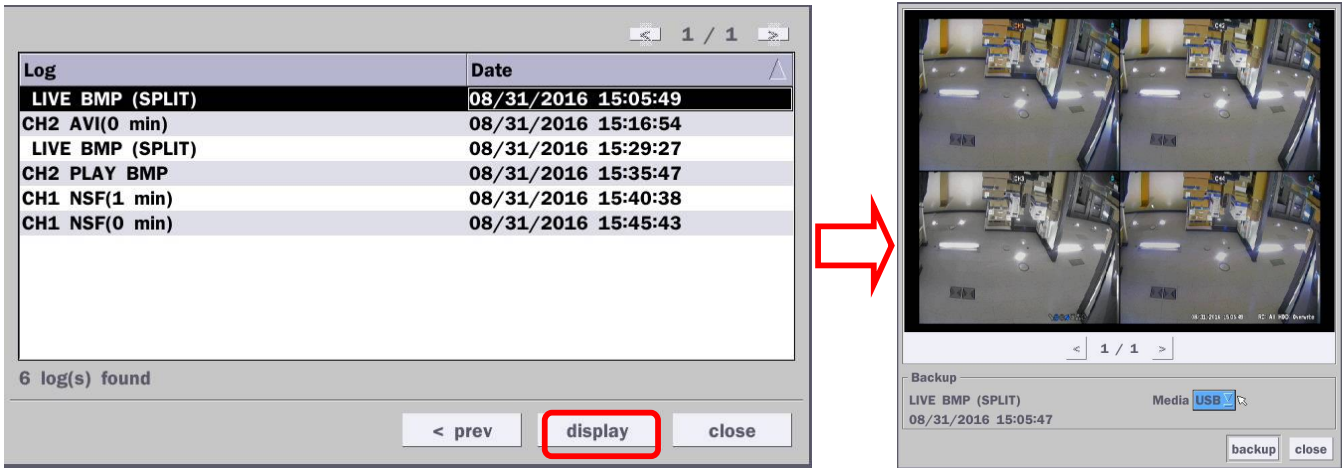 < 1 / 1 >
Log Date
LIVE BMP (SPLIT) 08/31/2016 15:05:49
CH2 AVI(0 min) 08/31/2016 15:16:54
LIVE BMP (SPLIT) 08/31/2016 15:29:27
CH2 PLAY BMP 08/31/2016 15:35:47
CH1 NSF(1 min) 08/31/2016 15:40:38
CH1 NSF(0 min) 08/31/2016 15:45:43
6 log(s) found
< prev display close
CH1 CH2
CH3 CH4
< 1 / 1 >
Backup
LIVE BMP (SPLIT) Media USB
08/31/2016 15:05:47
backup close